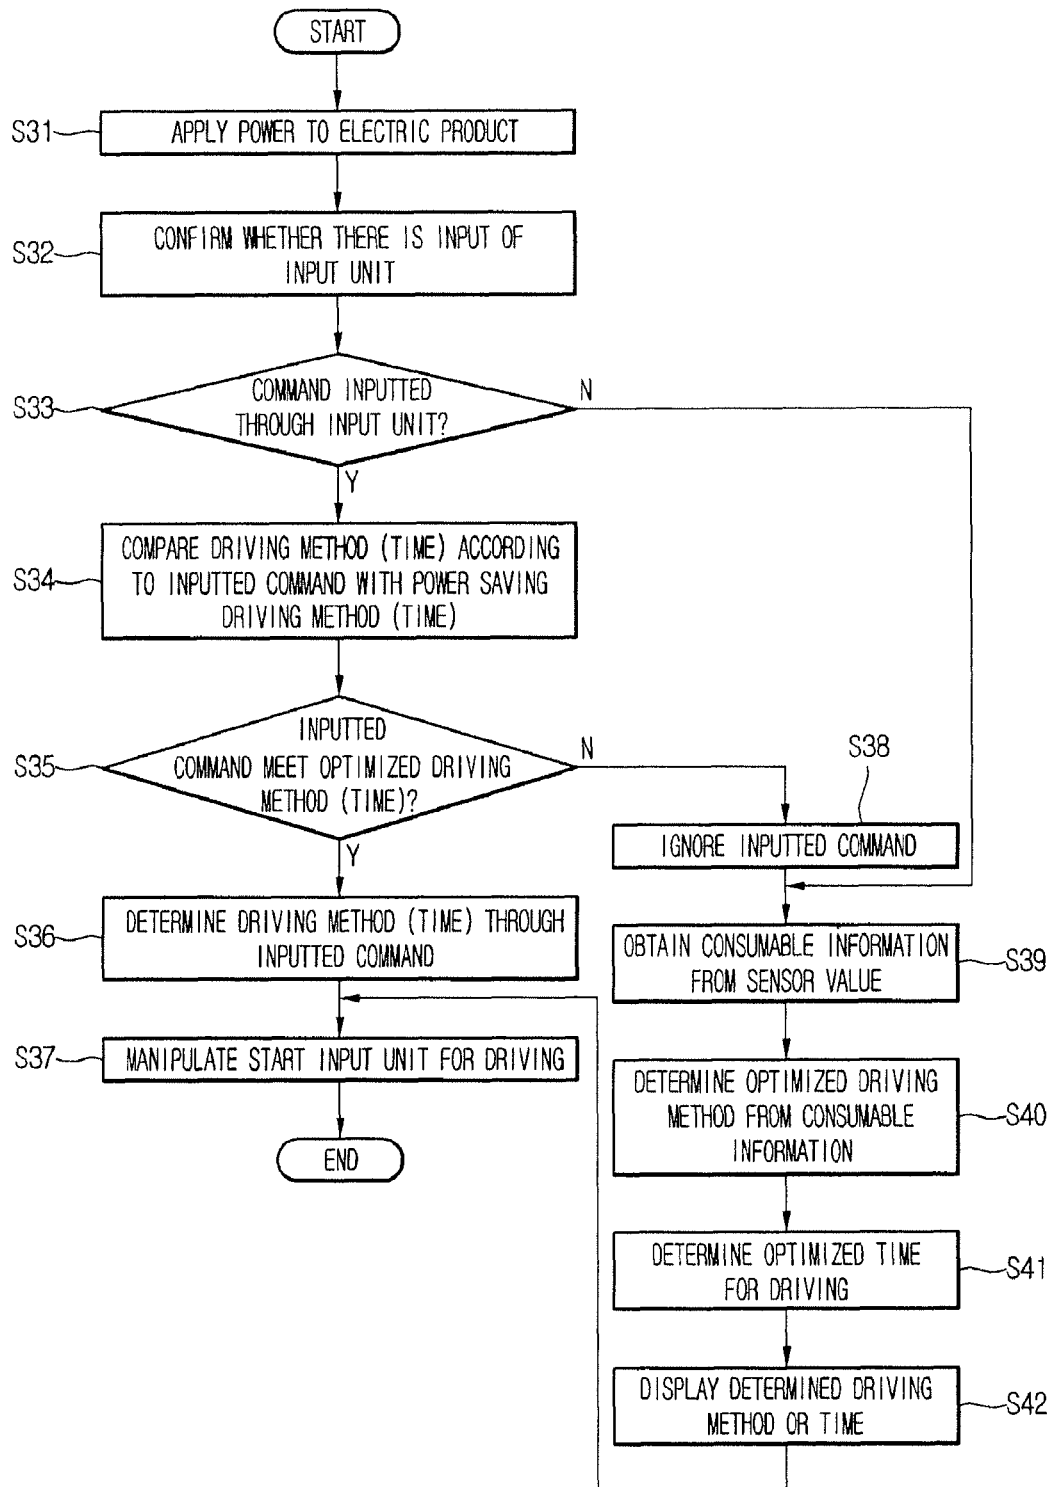 START
S31
APPLY POWER TO ELECTRIC PRODUCT
S32
CONFIRM WHETHER THERE IS INPUT OF
INPUT UNIT
S33
COMMAND INPUTTED
THROUGH INPUT UNIT?
N
Y
S34
COMPARE DRIVING METHOD (TIME) ACCORDING
TO INPUTTED COMMAND WITH POWER SAVING
DRIVING METHOD (TIME)
S35
INPUTTED
COMMAND MEET OPTIMIZED DRIVING
METHOD (TIME)?
N
Y
S38
IGNORE INPUTTED COMMAND
S36
DETERMINE DRIVING METHOD (TIME) THROUGH
INPUTTED COMMAND
OBTAIN CONSUMABLE INFORMATION
FROM SENSOR VALUE
S39
S37
MANIPULATE START INPUT UNIT FOR DRIVING
DETERMINE OPTIMIZED DRIVING
METHOD FROM CONSUMABLE
INFORMATION
S40
END
DETERMINE OPTIMIZED TIME
FOR DRIVING
S41
DISPLAY DETERMINED DRIVING
METHOD OR TIME
S42